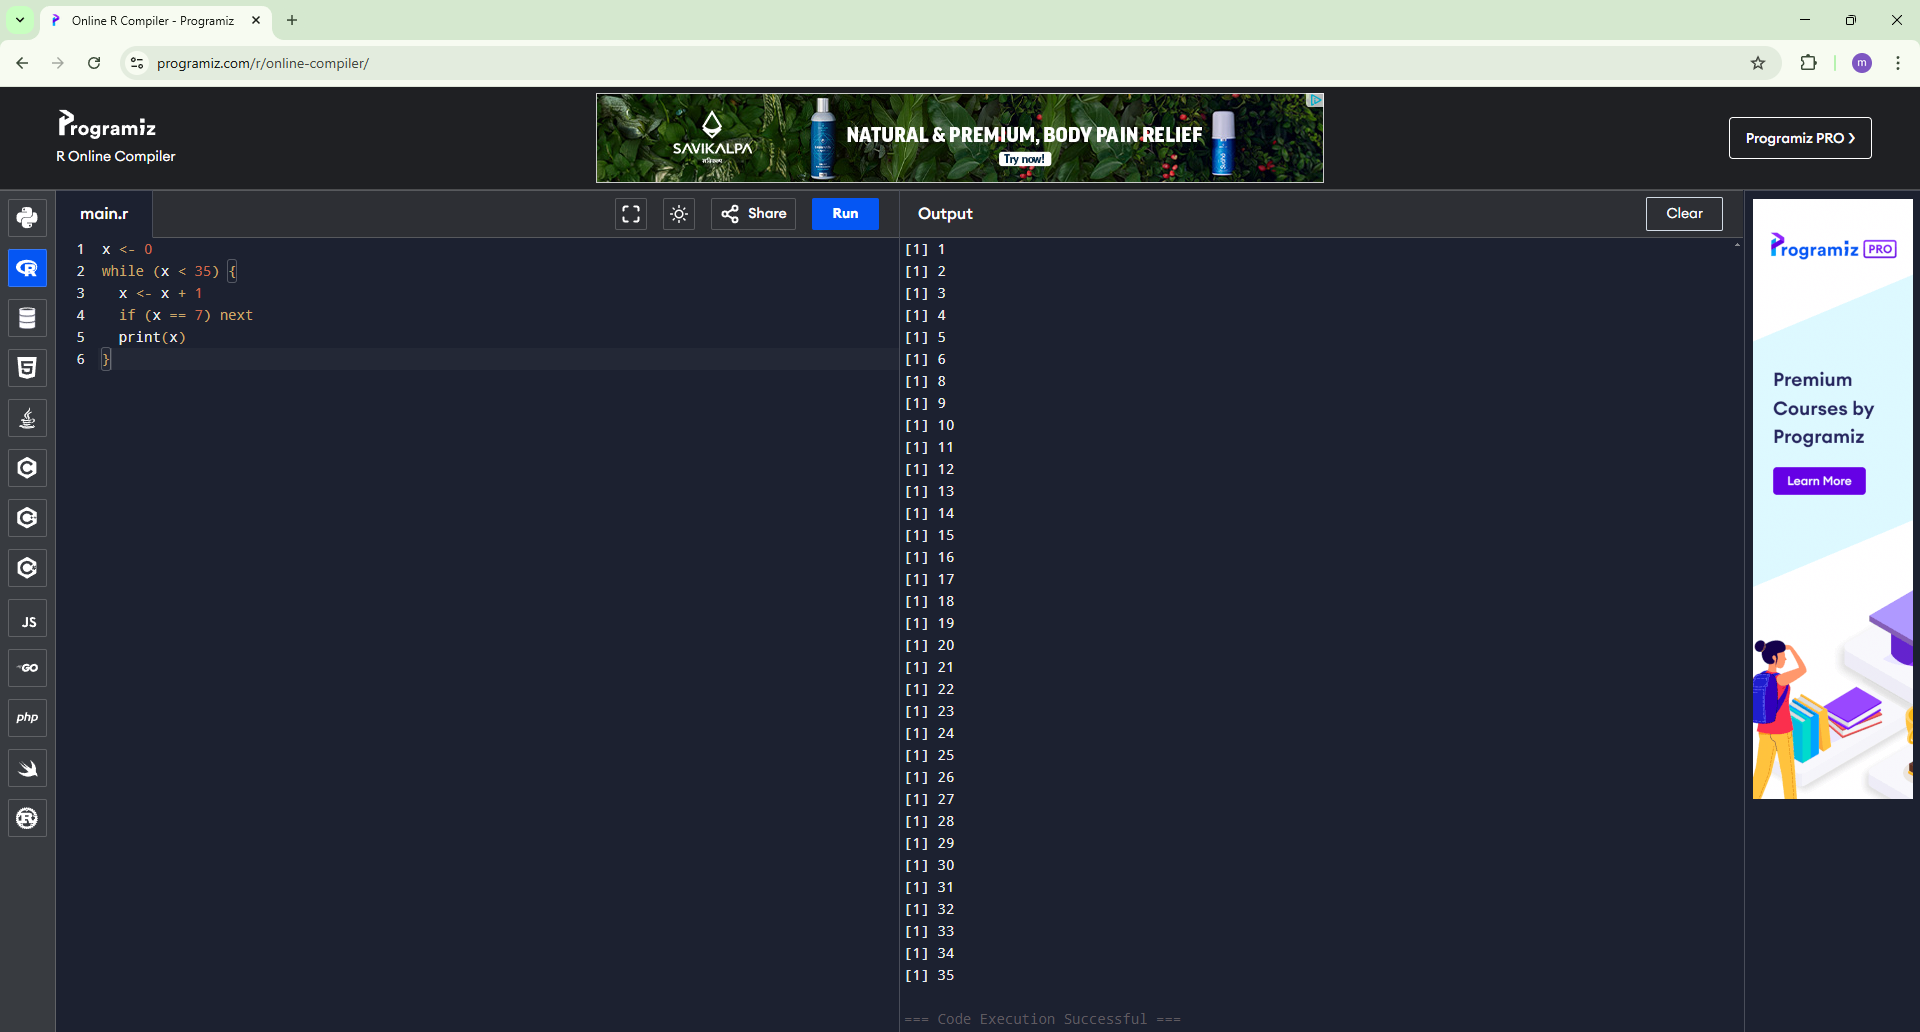 Online R Compiler - Programiz
programiz.com/r/online-compiler/
m
Programiz
R Online Compiler
SAVIKALPA
NATURAL & PREMIUM, BODY PAIN RELIEF
Try now!
Programiz PRO
main.r
Share
Run
Output
Clear
1 x <- 0
2 while (x < 35) {
3   x <- x + 1
4   if (x == 7) next
5   print(x)
6 }
[1] 1
[1] 2
[1] 3
[1] 4
[1] 5
[1] 6
[1] 8
[1] 9
[1] 10
[1] 11
[1] 12
[1] 13
[1] 14
[1] 15
[1] 16
[1] 17
[1] 18
[1] 19
[1] 20
[1] 21
[1] 22
[1] 23
[1] 24
[1] 25
[1] 26
[1] 27
[1] 28
[1] 29
[1] 30
[1] 31
[1] 32
[1] 33
[1] 34
[1] 35
=== Code Execution Successful ===
JS
GO
php
Programiz PRO
Premium
Courses by
Programiz
Learn More